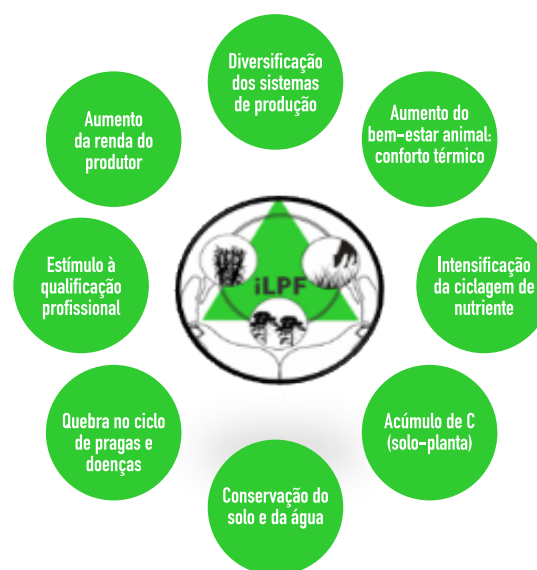 Diversificação
dos sistemas
de produção
Aumento do
bem-estar animal:
conforto térmico
Intensificação
da ciclagem de
nutriente
Acúmulo de C
(solo-planta)
Conservação do
solo e da água
Quebra no ciclo
de pragas e
doenças
Estímulo à
qualificação
profissional
Aumento
da renda do
produtor
iLPF